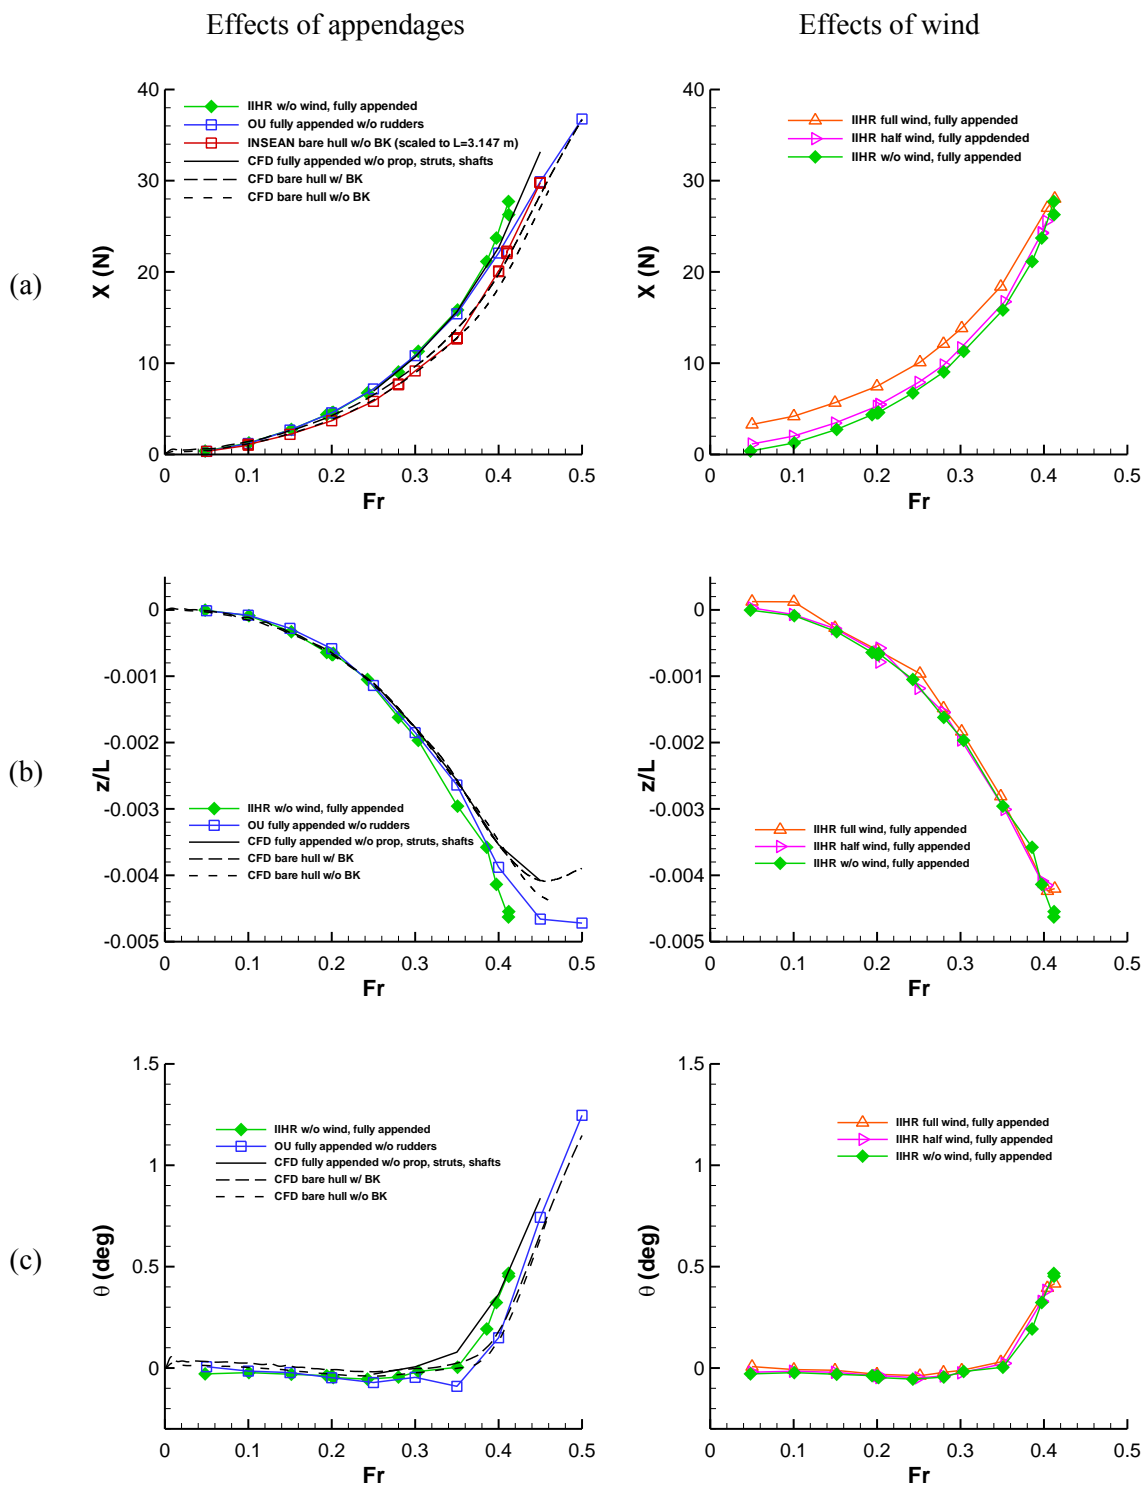 Effects of appendages
Effects of wind
(a)
X (N)
40
30
20
10
0
IIHR w/o wind, fully appended
OU fully appended w/o rudders
INSEAN bare hull w/o BK (scaled to L=3.147 m)
CFD fully appended w/o prop, struts, shafts
CFD bare hull w/ BK
CFD bare hull w/o BK
0 0.1 0.2 0.3 0.4 0.5
Fr
X (N)
40
30
20
10
0
IIHR full wind, fully appended
IIHR half wind, fully appdended
IIHR w/o wind, fully appended
0 0.1 0.2 0.3 0.4 0.5
Fr
(b)
z/L
0
-0.001
-0.002
-0.003
-0.004
-0.005
IIHR w/o wind, fully appended
OU fully appended w/o rudders
CFD fully appended w/o prop, struts, shafts
CFD bare hull w/ BK
CFD bare hull w/o BK
0 0.1 0.2 0.3 0.4 0.5
Fr
z/L
0
-0.001
-0.002
-0.003
-0.004
-0.005
IIHR full wind, fully appended
IIHR half wind, fully appended
IIHR w/o wind, fully appended
0 0.1 0.2 0.3 0.4 0.5
Fr
(c)
θ (deg)
1.5
1
0.5
0
IIHR w/o wind, fully appended
OU fully appended w/o rudders
CFD fully appended w/o prop, struts, shafts
CFD bare hull w/ BK
CFD bare hull w/o BK
0 0.1 0.2 0.3 0.4 0.5
Fr
θ (deg)
1.5
1
0.5
0
IIHR full wind, fully appended
IIHR half wind, fully appended
IIHR w/o wind, fully appended
0 0.1 0.2 0.3 0.4 0.5
Fr